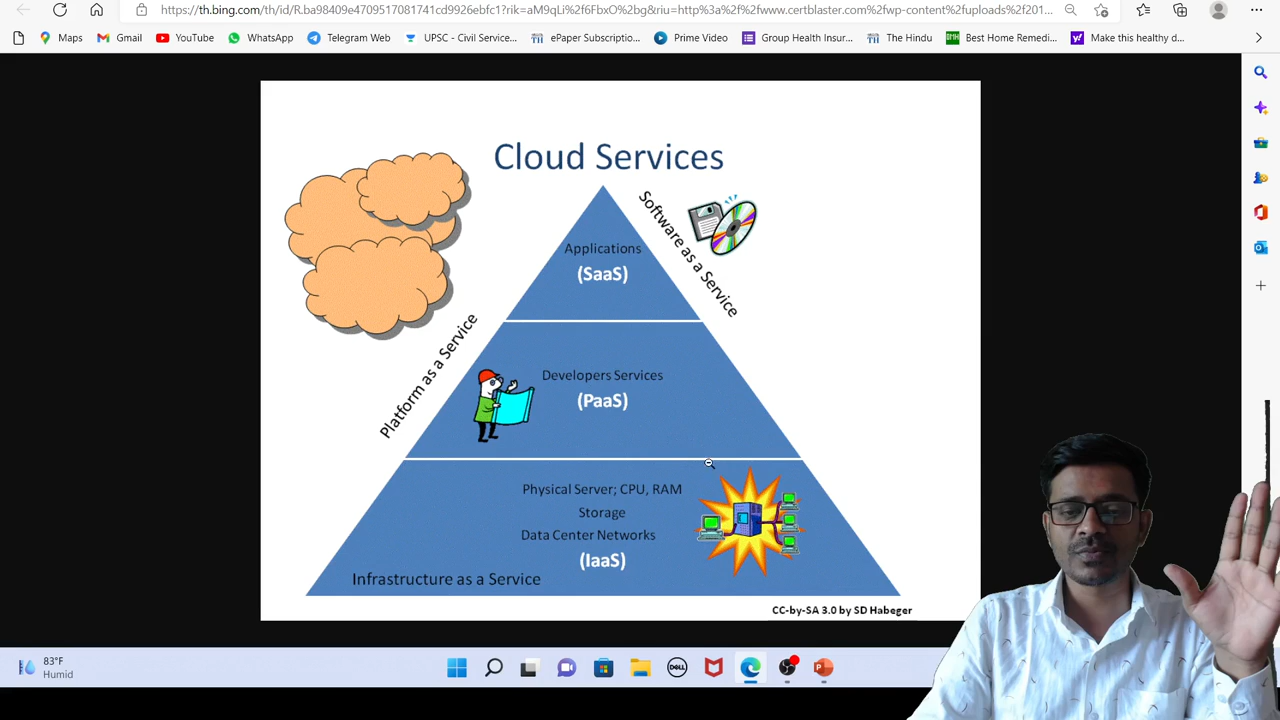 https://th.bing.com/th/id/R.ba98409e4709517081741cd9926ebfc1?rik=aM9qLi%2f6FbxO%2bg&riu=http%3a%2f%2fwww.certblaster.com%2fwp-content%2fuploads%2f201...
Maps
Gmail
YouTube
WhatsApp
Telegram Web
UPSC - Civil Service...
ePaper Subscriptio...
Prime Video
Group Health Insur...
The Hindu
Best Home Remedi...
Make this healthy d...
Cloud Services
Software as a Service
Applications
(SaaS)
Platform as a Service
Developers Services
(PaaS)
Physical Server; CPU, RAM
Storage
Data Center Networks
(IaaS)
Infrastructure as a Service
CC-by-SA 3.0 by SD Habeger
83°F
Humid
DELL